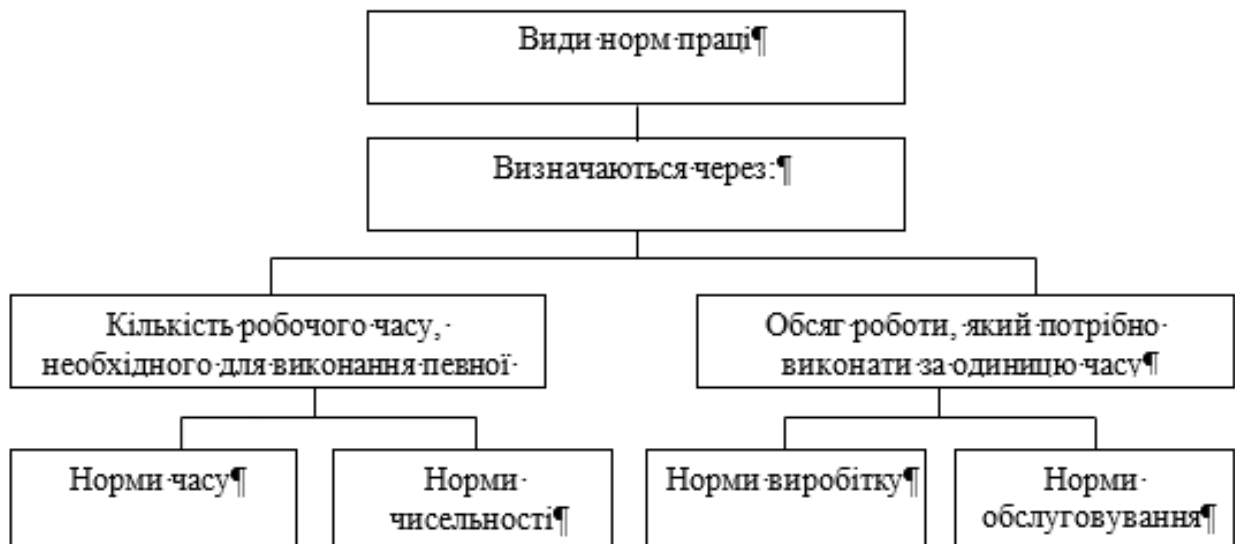 Види·норм·праці¶
Визначаються·через:¶
Кількість·робочого·часу,·
необхідного·для·виконання·певної·
Обсяг·роботи,·який·потрібно·
виконати·за·одиницю·часу¶
Норми·часу¶
Норми·
чисельності¶
Норми·виробітку¶
Норми·
обслуговування¶